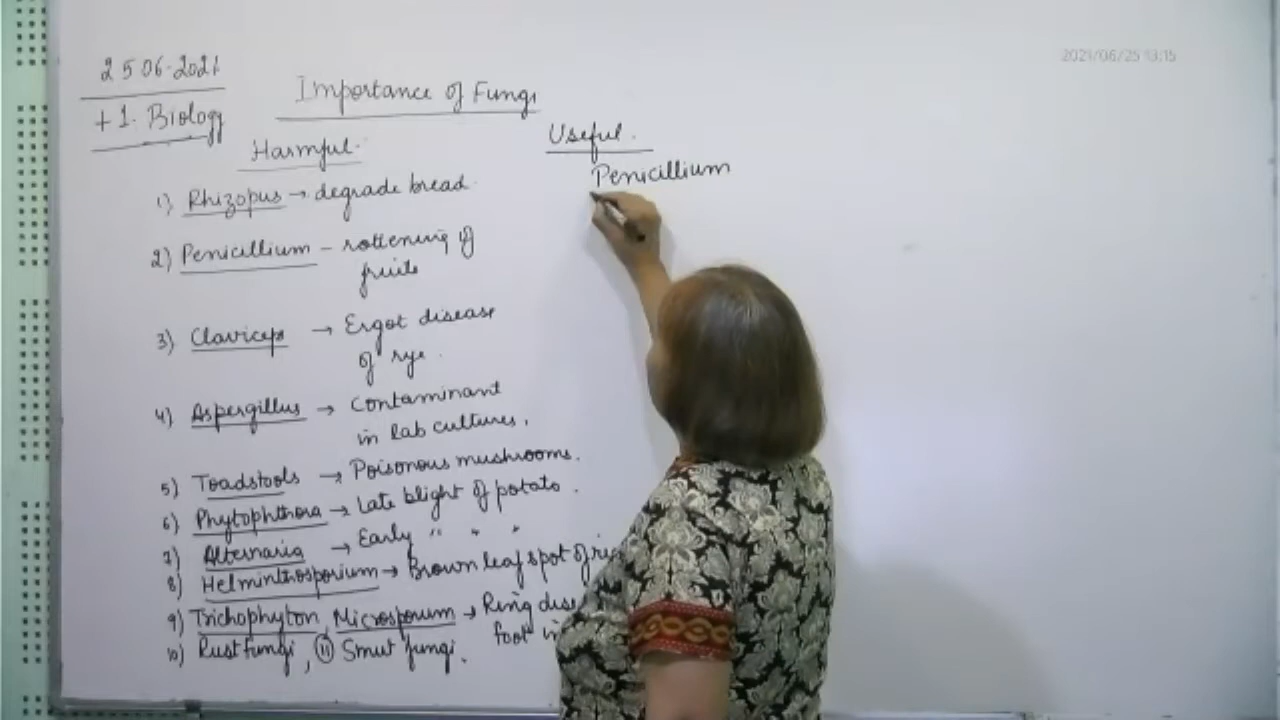 2021/06/25 13:15
25 06.2021
+1. Biology
Importance of Fungi
Harmful.
1) Rhizopus → degrade bread.
2) Penicillium – rottening of
fruits
3) Claviceps → Ergot disease
of rye.
4) Aspergillus → Contaminant
in lab cultures.
5) Toadstools → Poisonous mushrooms.
6) Phytophthora → Late blight of potato.
7) Alternaria → Early " " "
8) Helminthosporium → Brown leaf spot of
9) Trichophyton, Microsporum → Ring
foot
10) Rust fungi, 11) Smut fungi.
Useful.
Penicillium